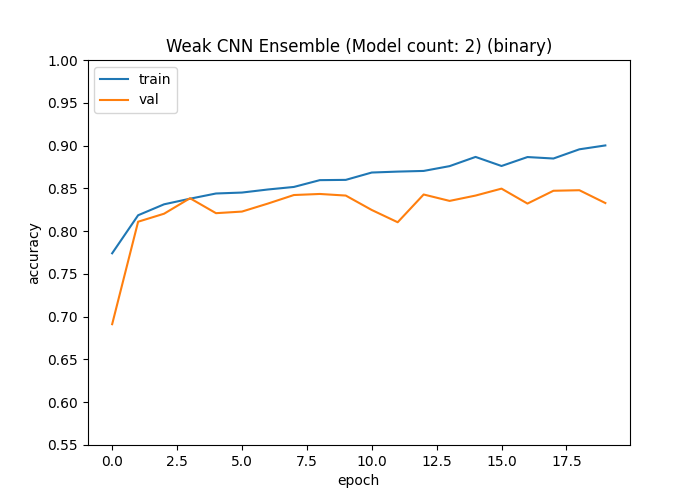 Weak CNN Ensemble (Model count: 2) (binary)
train
val
1.00
0.95
0.90
0.85
0.80
0.75
0.70
0.65
0.60
0.55
accuracy
0.0 2.5 5.0 7.5 10.0 12.5 15.0 17.5
epoch